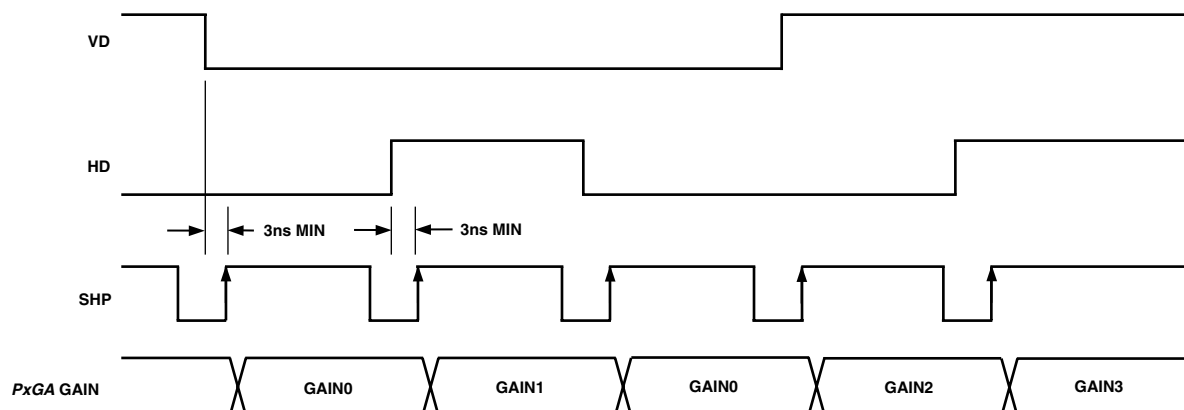 VD
HD
3ns MIN
3ns MIN
SHP
PxGA GAIN
GAIN0
GAIN1
GAIN0
GAIN2
GAIN3